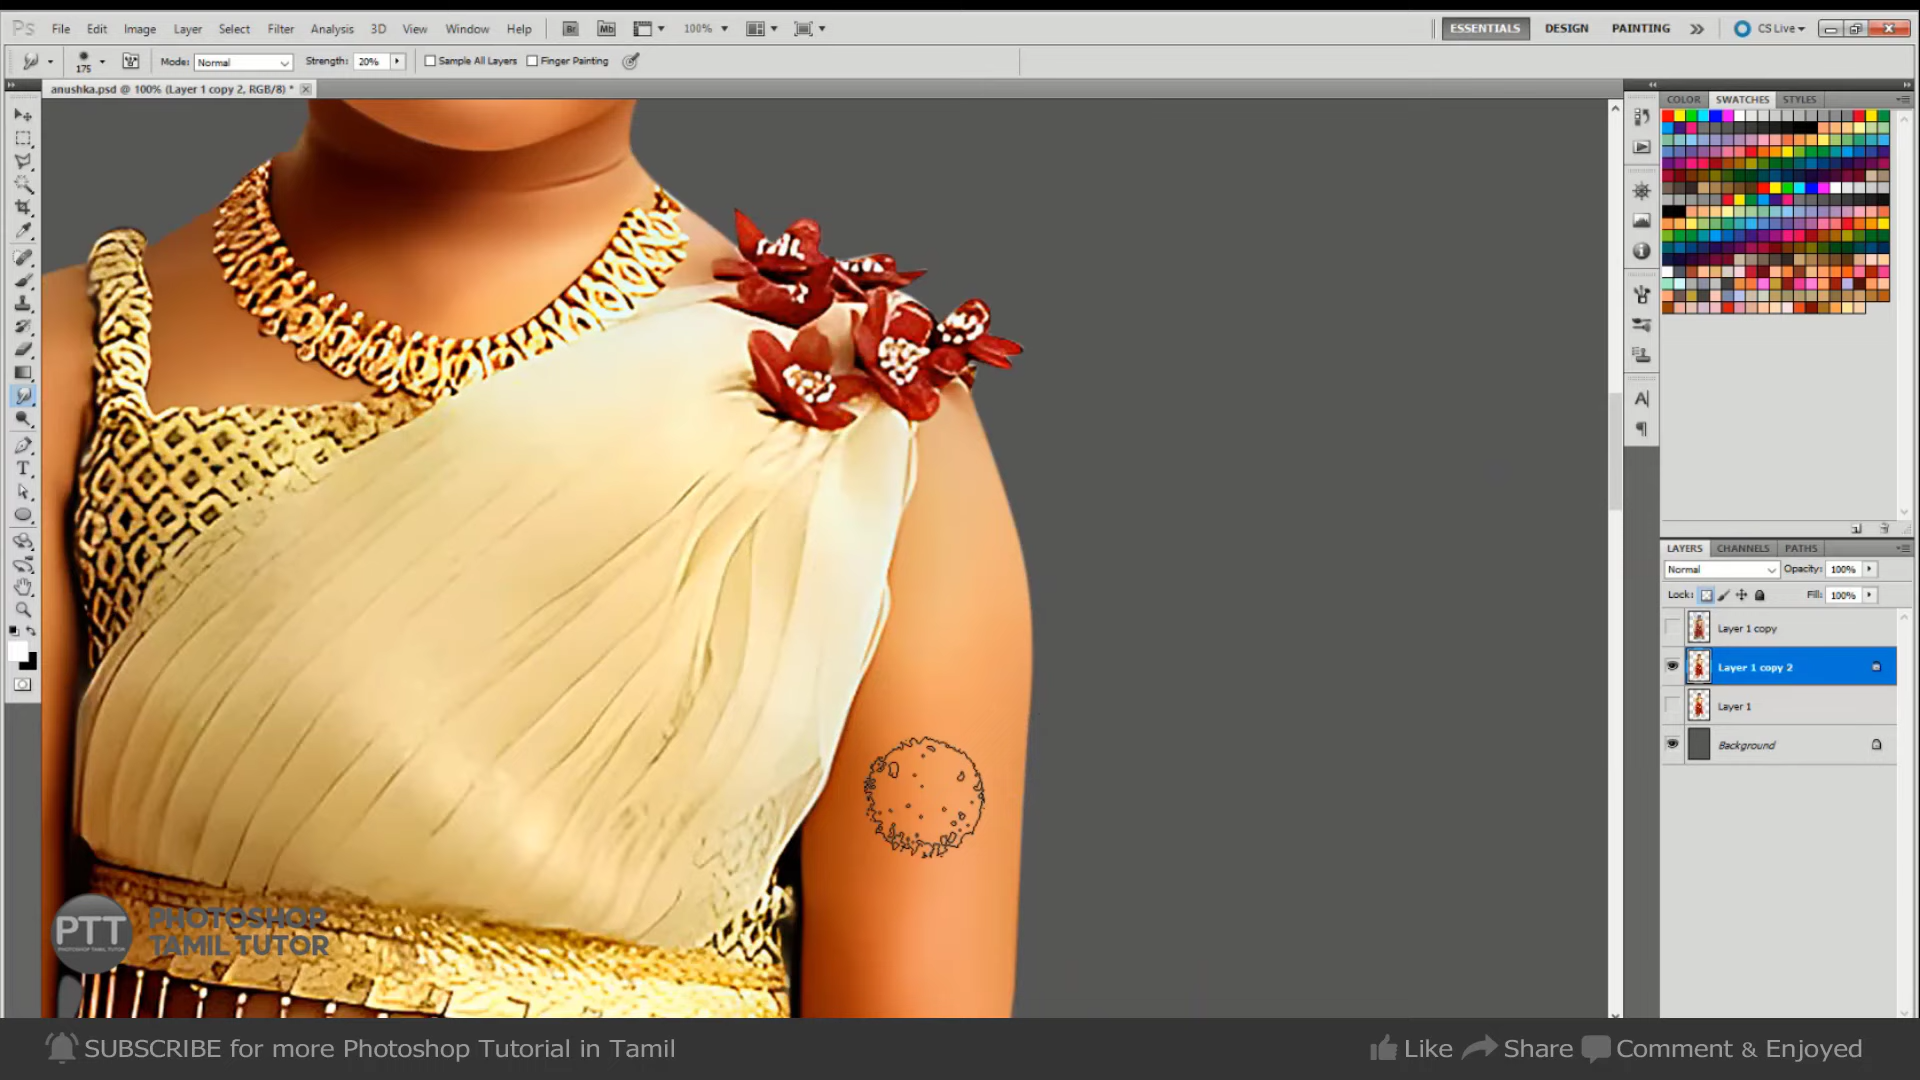 Ps File Edit Image Layer Select Filter Analysis 3D View Window Help Br Mb 100% ESSENTIALS DESIGN PAINTING CS Live
175 Mode: Normal Strength: 20% Sample All Layers Finger Painting
anushka.psd @ 100% (Layer 1 copy 2, RGB/8) *
COLOR SWATCHES STYLES
LAYERS CHANNELS PATHS
Normal Opacity: 100%
Lock: Fill: 100%
Layer 1 copy
Layer 1 copy 2
Layer 1
Background
PTT PHOTOSHOP
TAMIL TUTOR
SUBSCRIBE for more Photoshop Tutorial in Tamil
Like Share Comment & Enjoyed